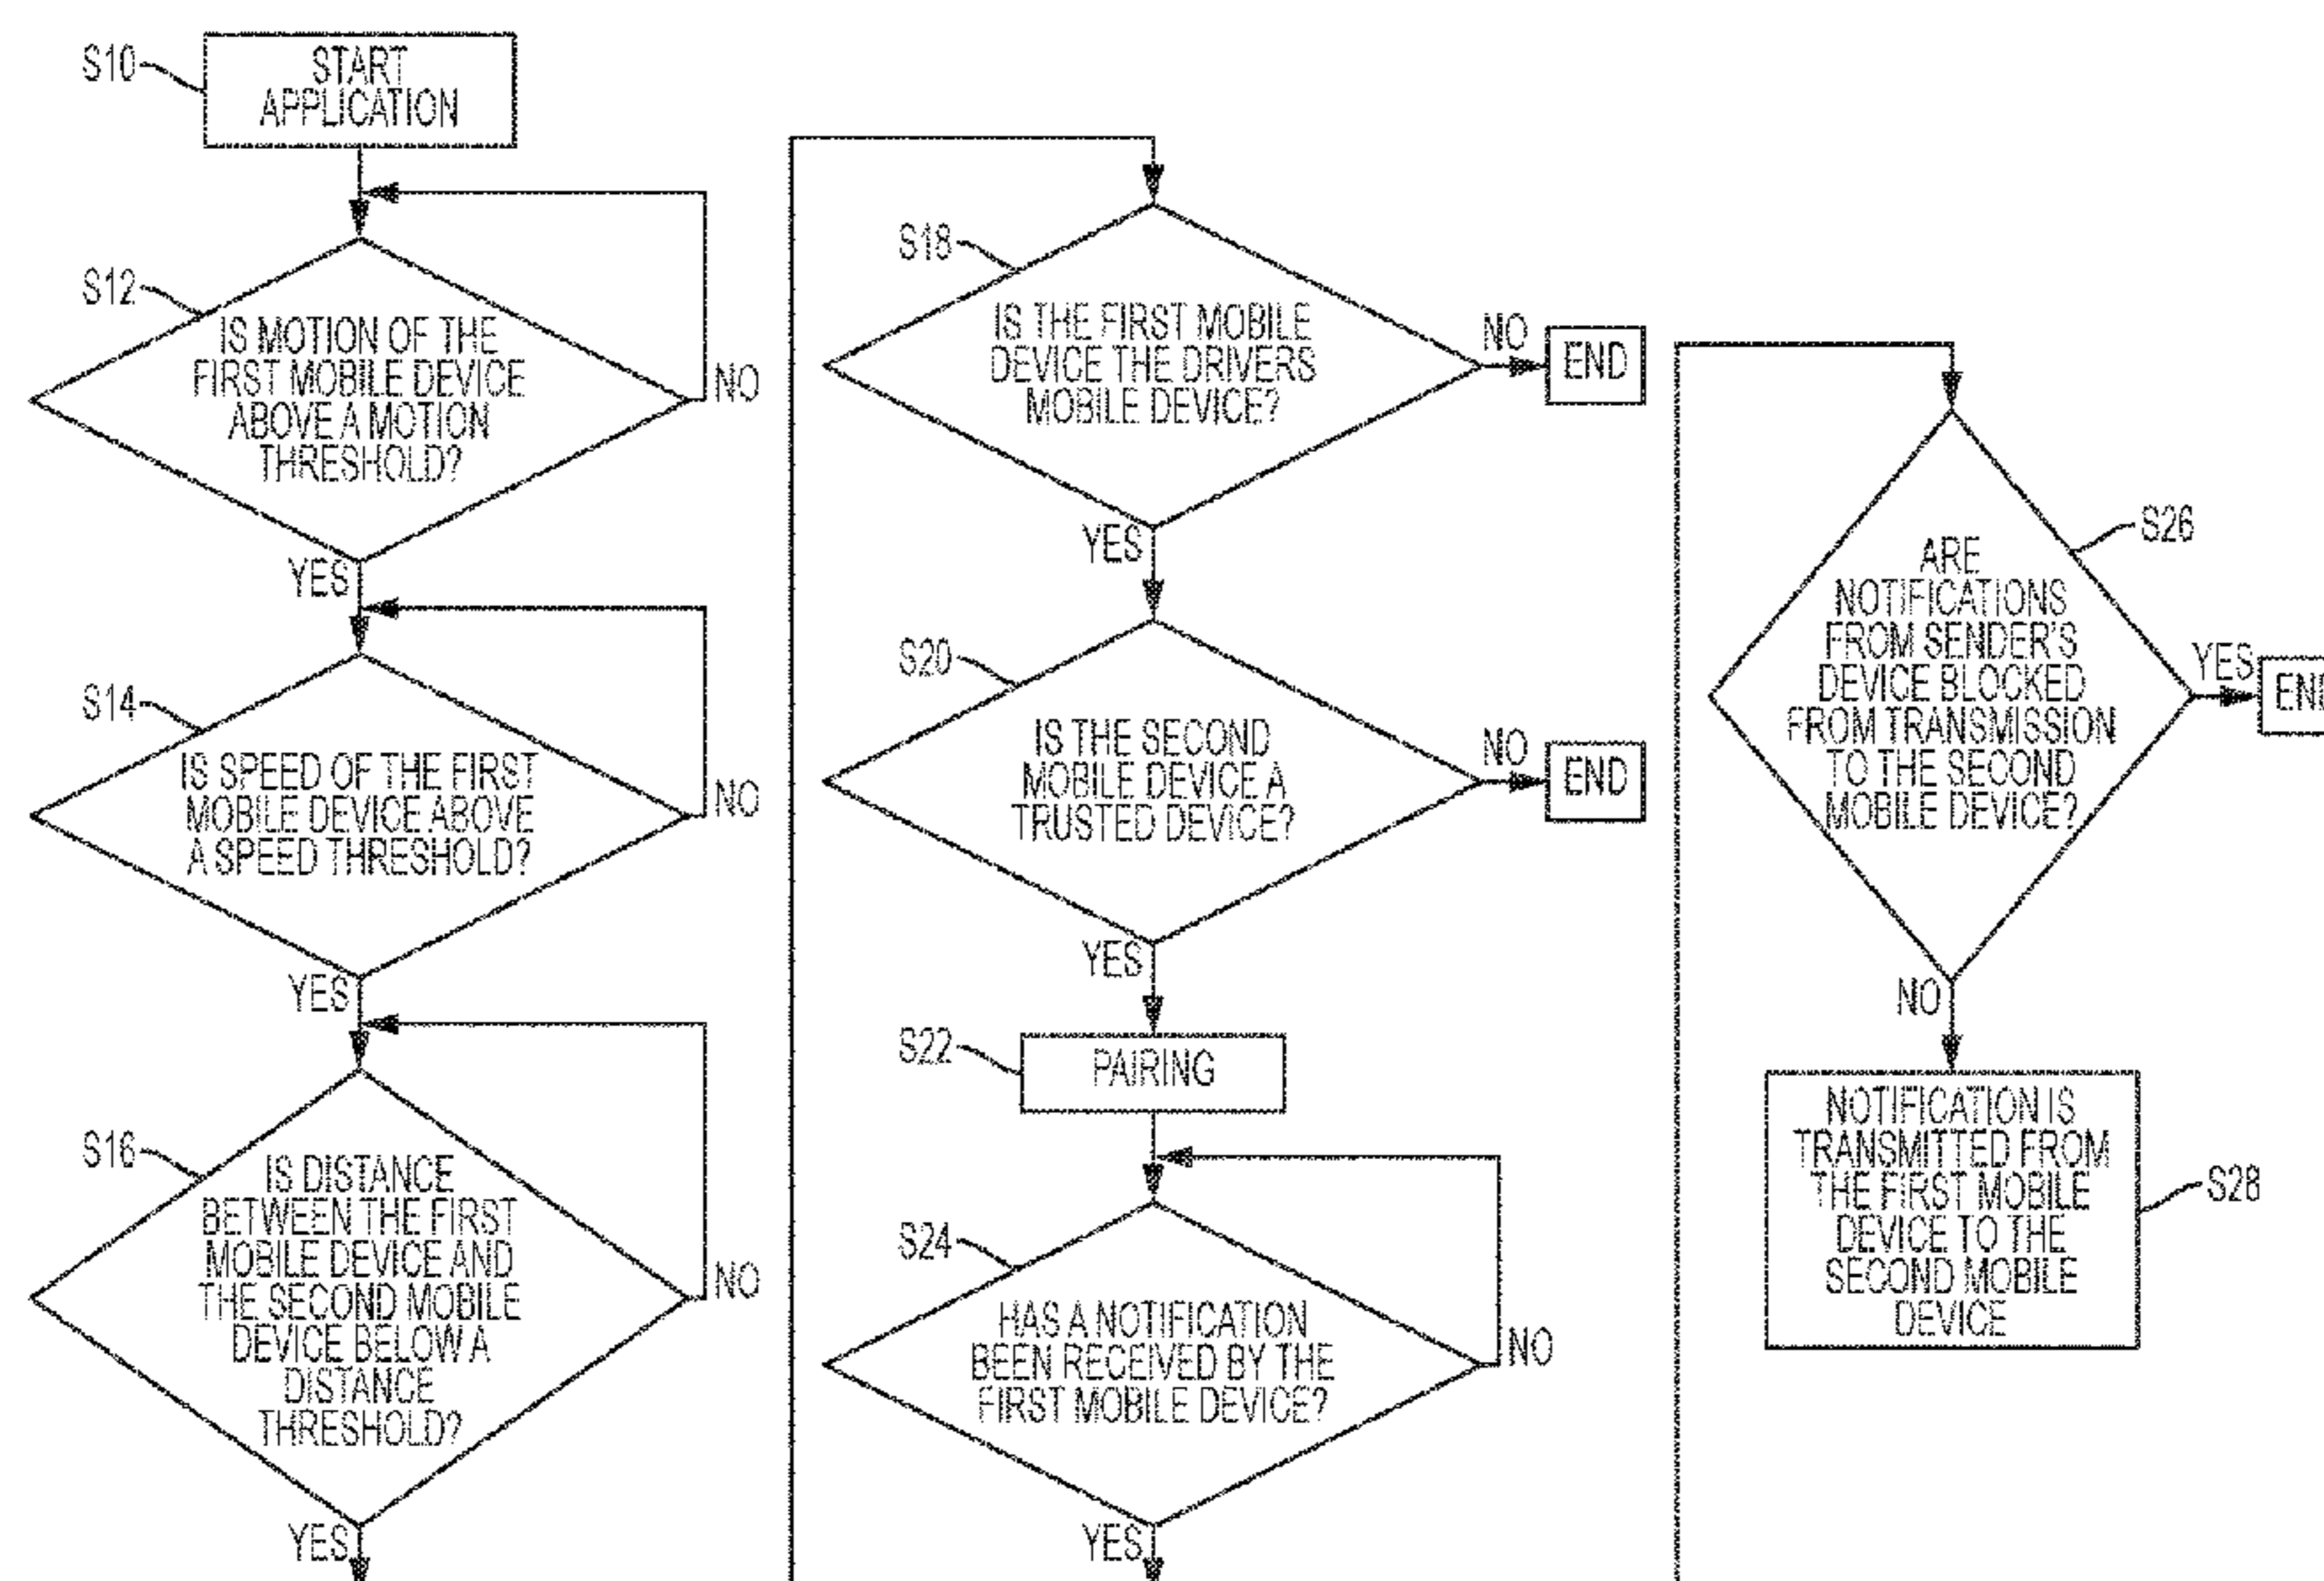 S10
START
APPLICATION
S12
IS MOTION OF THE
FIRST MOBILE DEVICE
ABOVE A MOTION
THRESHOLD?
NO
YES
S14
IS SPEED OF THE FIRST
MOBILE DEVICE ABOVE
A SPEED THRESHOLD?
NO
YES
S16
IS DISTANCE
BETWEEN THE FIRST
MOBILE DEVICE AND
THE SECOND MOBILE
DEVICE BELOW A
DISTANCE
THRESHOLD?
NO
YES
S18
IS THE FIRST MOBILE
DEVICE THE DRIVERS
MOBILE DEVICE?
NO
END
YES
S20
IS THE SECOND
MOBILE DEVICE A
TRUSTED DEVICE?
NO
END
YES
S22
PAIRING
S24
HAS A NOTIFICATION
BEEN RECEIVED BY THE
FIRST MOBILE DEVICE?
NO
YES
S26
ARE
NOTIFICATIONS
FROM SENDER'S
DEVICE BLOCKED
FROM TRANSMISSION
TO THE SECOND
MOBILE DEVICE?
YES
END
NO
NOTIFICATION IS
TRANSMITTED FROM
THE FIRST MOBILE
DEVICE TO THE
SECOND MOBILE
DEVICE
S28